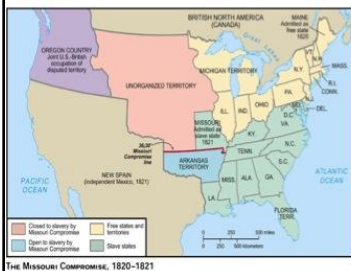 BRITISH NORTH AMERICA
(CANADA)
MAINE
Admitted as
free state
1820
OREGON COUNTRY
Joint U.S.-British
occupation of
disputed territory
Great Lakes
VT.
N.H.
MASS.
MICHIGAN TERRITORY
N.Y.
R.I.
CONN.
UNORGANIZED TERRITORY
PA.
N.J.
OHIO
MD.
DEL.
ILL.
IND.
D.C.
MISSOURI
Admitted as
slave state
1821
VA.
KY.
36°30'
Missouri
Compromise
line
N.C.
TENN.
ARKANSAS
TERRITORY
S.C.
PACIFIC
OCEAN
NEW SPAIN
(independent Mexico, 1821)
MISS.
ALA.
GA.
ATLANTIC
OCEAN
LA.
FLORIDA
TERR.
Closed to slavery by
Missouri Compromise
Free states and
territories
Open to slavery by
Missouri Compromise
Slave states
0 250 500 miles
0 250 500 kilometers
THE MISSOURI COMPROMISE, 1820–1821